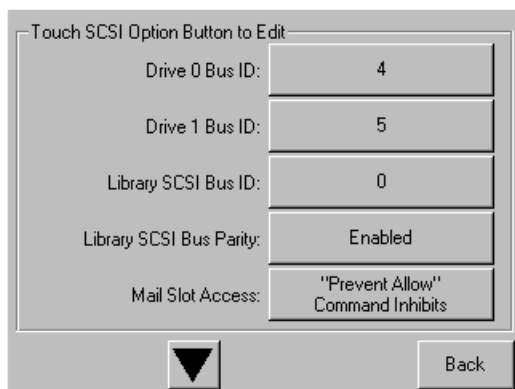 Touch SCSI Option Button to Edit
Drive 0 Bus ID: 4
Drive 1 Bus ID: 5
Library SCSI Bus ID: 0
Library SCSI Bus Parity: Enabled
Mail Slot Access: "Prevent Allow"
Command Inhibits
Back